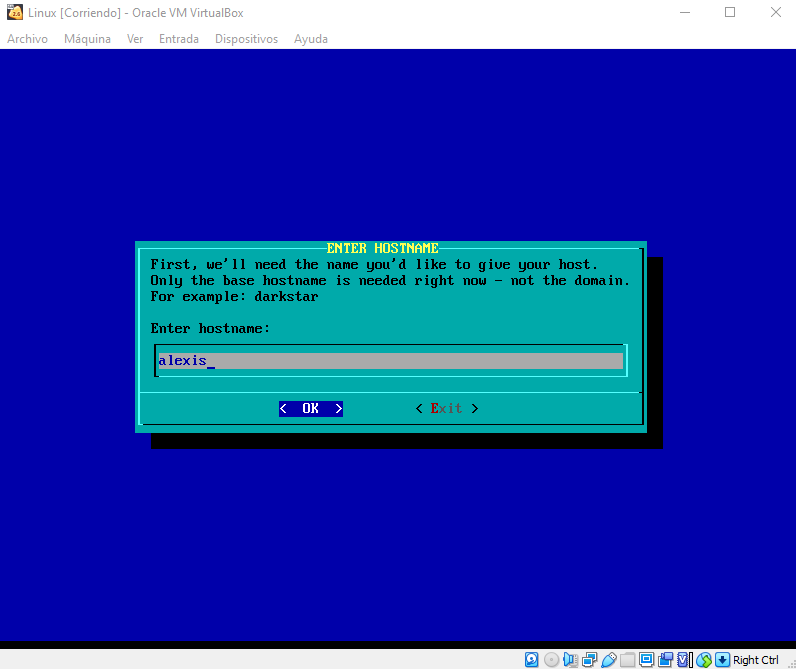 Linux [Corriendo] - Oracle VM VirtualBox
Archivo Máquina Ver Entrada Dispositivos Ayuda
ENTER HOSTNAME
First, we'll need the name you'd like to give your host.
Only the base hostname is needed right now - not the domain.
For example: darkstar
Enter hostname:
alexis_
< OK > < Exit >
Right Ctrl